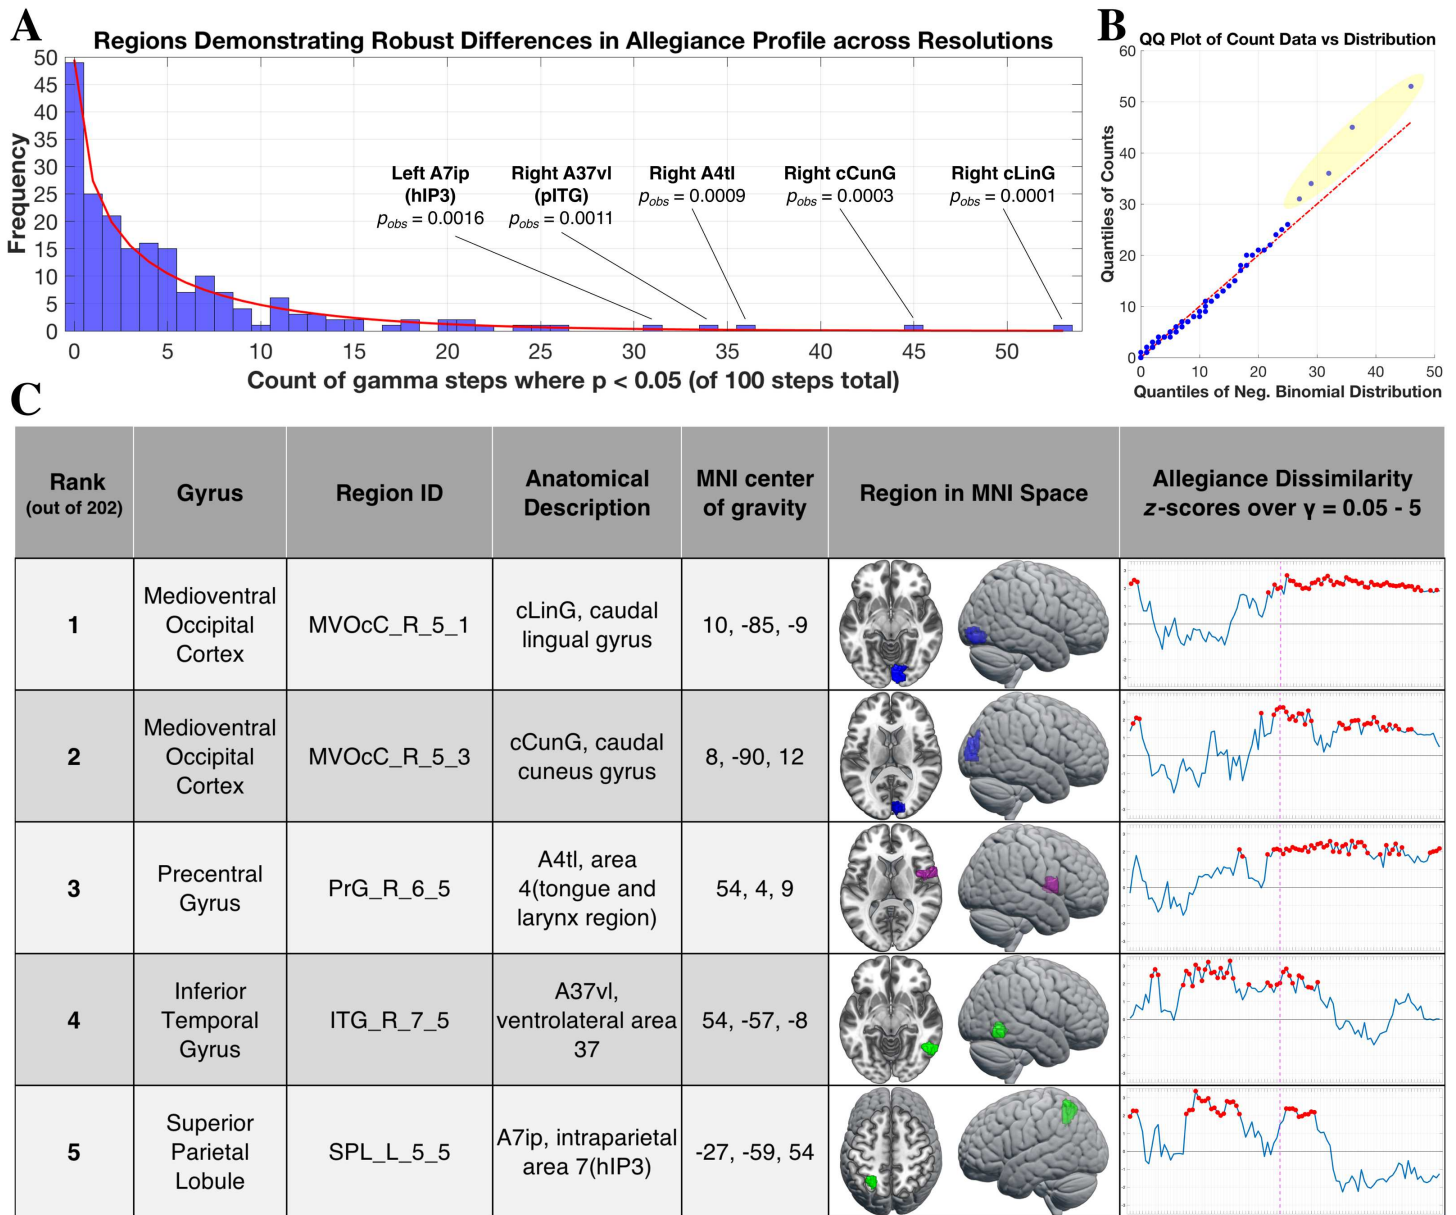 A
Regions Demonstrating Robust Differences in Allegiance Profile across Resolutions
Frequency
50
45
40
35
30
25
20
15
10
5
0
Left A7ip
(hIP3)
p_obs = 0.0016
Right A37vl
(pITG)
p_obs = 0.0011
Right A4tl
p_obs = 0.0009
Right cCunG
p_obs = 0.0003
Right cLinG
p_obs = 0.0001
0 5 10 15 20 25 30 35 40 45 50
Count of gamma steps where p < 0.05 (of 100 steps total)
B
QQ Plot of Count Data vs Distribution
Quantiles of Counts
60
50
40
30
20
10
0
0 10 20 30 40 50
Quantiles of Neg. Binomial Distribution
C
Rank
(out of 202)
Gyrus
Region ID
Anatomical
Description
MNI center
of gravity
Region in MNI Space
Allegiance Dissimilarity
z-scores over γ = 0.05 - 5
1
Medioventral
Occipital
Cortex
MVOcC_R_5_1
cLinG, caudal
lingual gyrus
10, -85, -9
2
Medioventral
Occipital
Cortex
MVOcC_R_5_3
cCunG, caudal
cuneus gyrus
8, -90, 12
3
Precentral
Gyrus
PrG_R_6_5
A4tl, area
4(tongue and
larynx region)
54, 4, 9
4
Inferior
Temporal
Gyrus
ITG_R_7_5
A37vl,
ventrolateral area
37
54, -57, -8
5
Superior
Parietal
Lobule
SPL_L_5_5
A7ip, intraparietal
area 7(hIP3)
-27, -59, 54